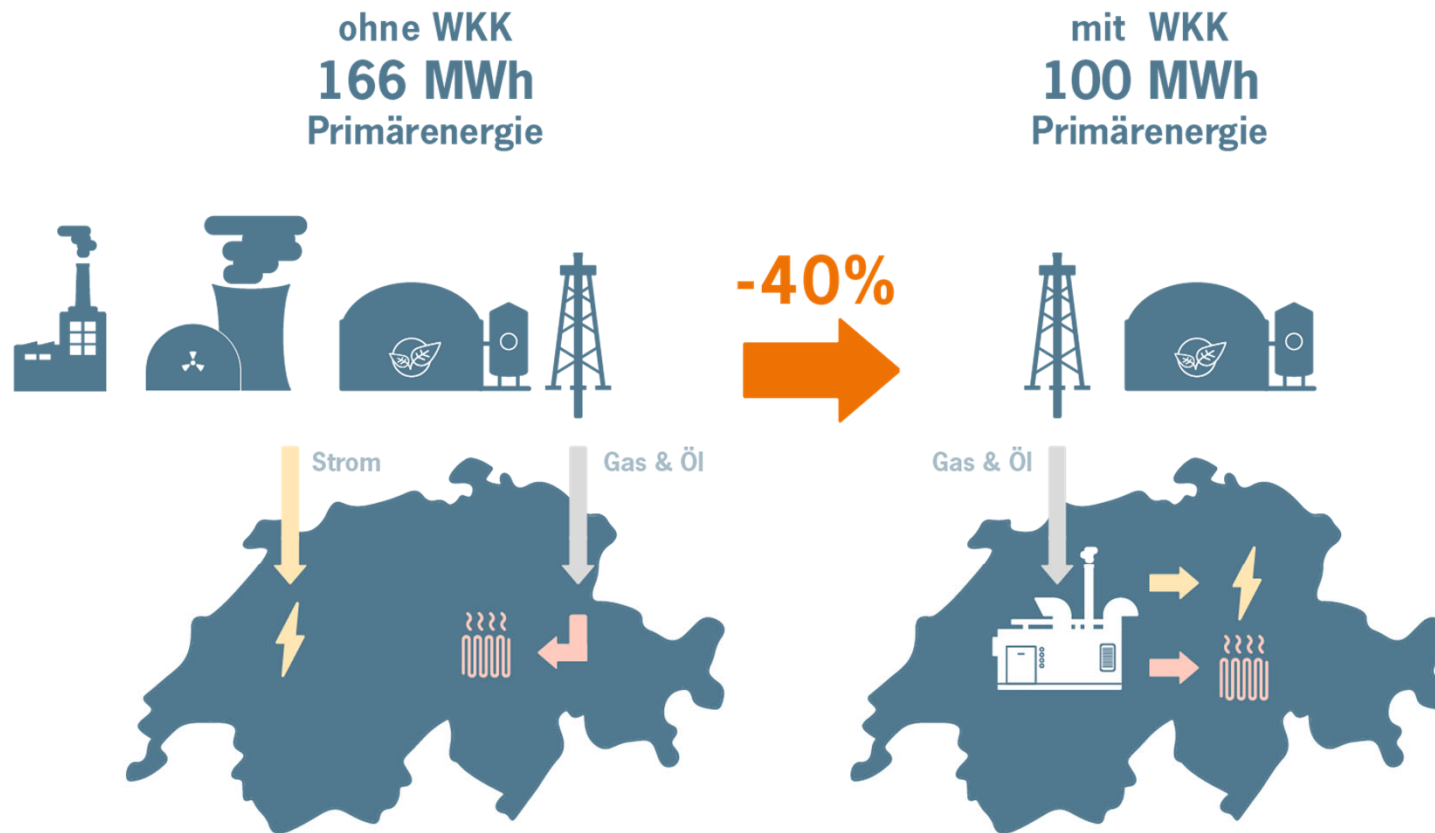 ohne WKK
166 MWh
Primärenergie
mit WKK
100 MWh
Primärenergie
-40%
Strom
Gas & Öl
Gas & Öl